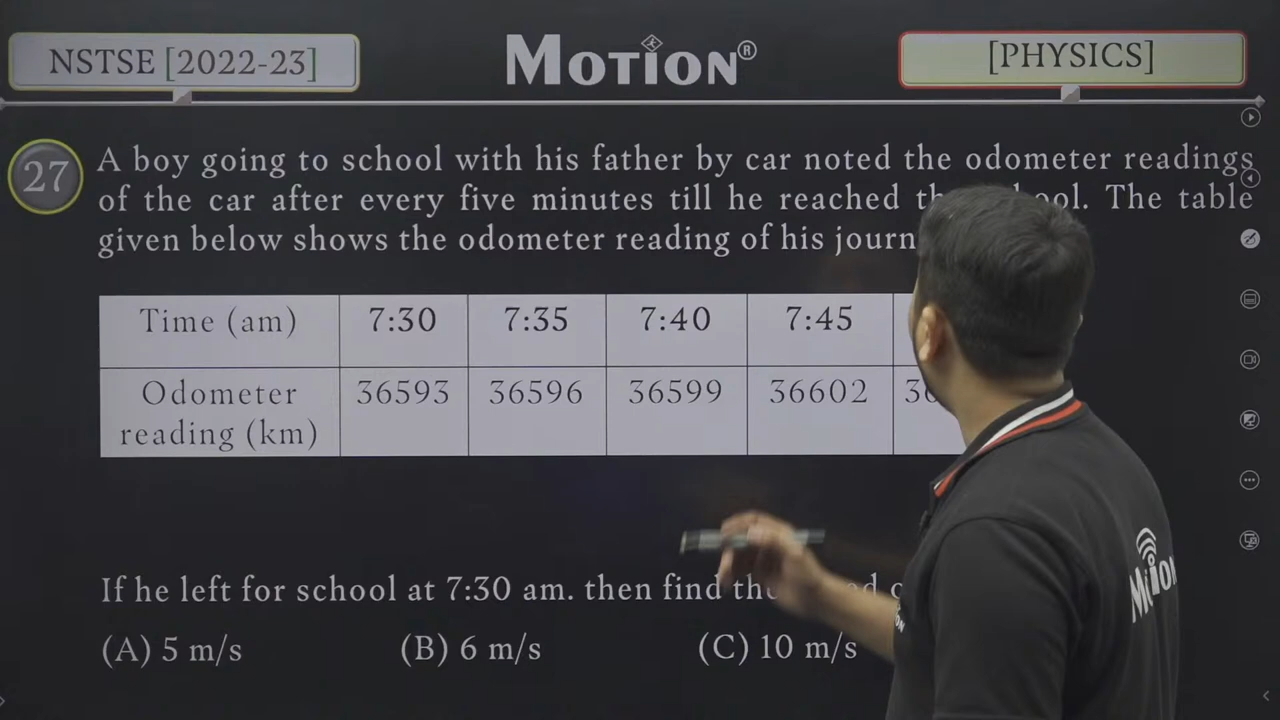 NSTSE [2022-23]
MOTION®
[PHYSICS]
27
A boy going to school with his father by car noted the odometer readings
of the car after every five minutes till he reached The table
given below shows the odometer reading of his
Time (am) 7:30 7:35 7:40 7:45
Odometer reading (km) 36593 36596 36599 36602
If he left for school at 7:30 am. then find
(A) 5 m/s (B) 6 m/s (C) 10 m/s
Motion